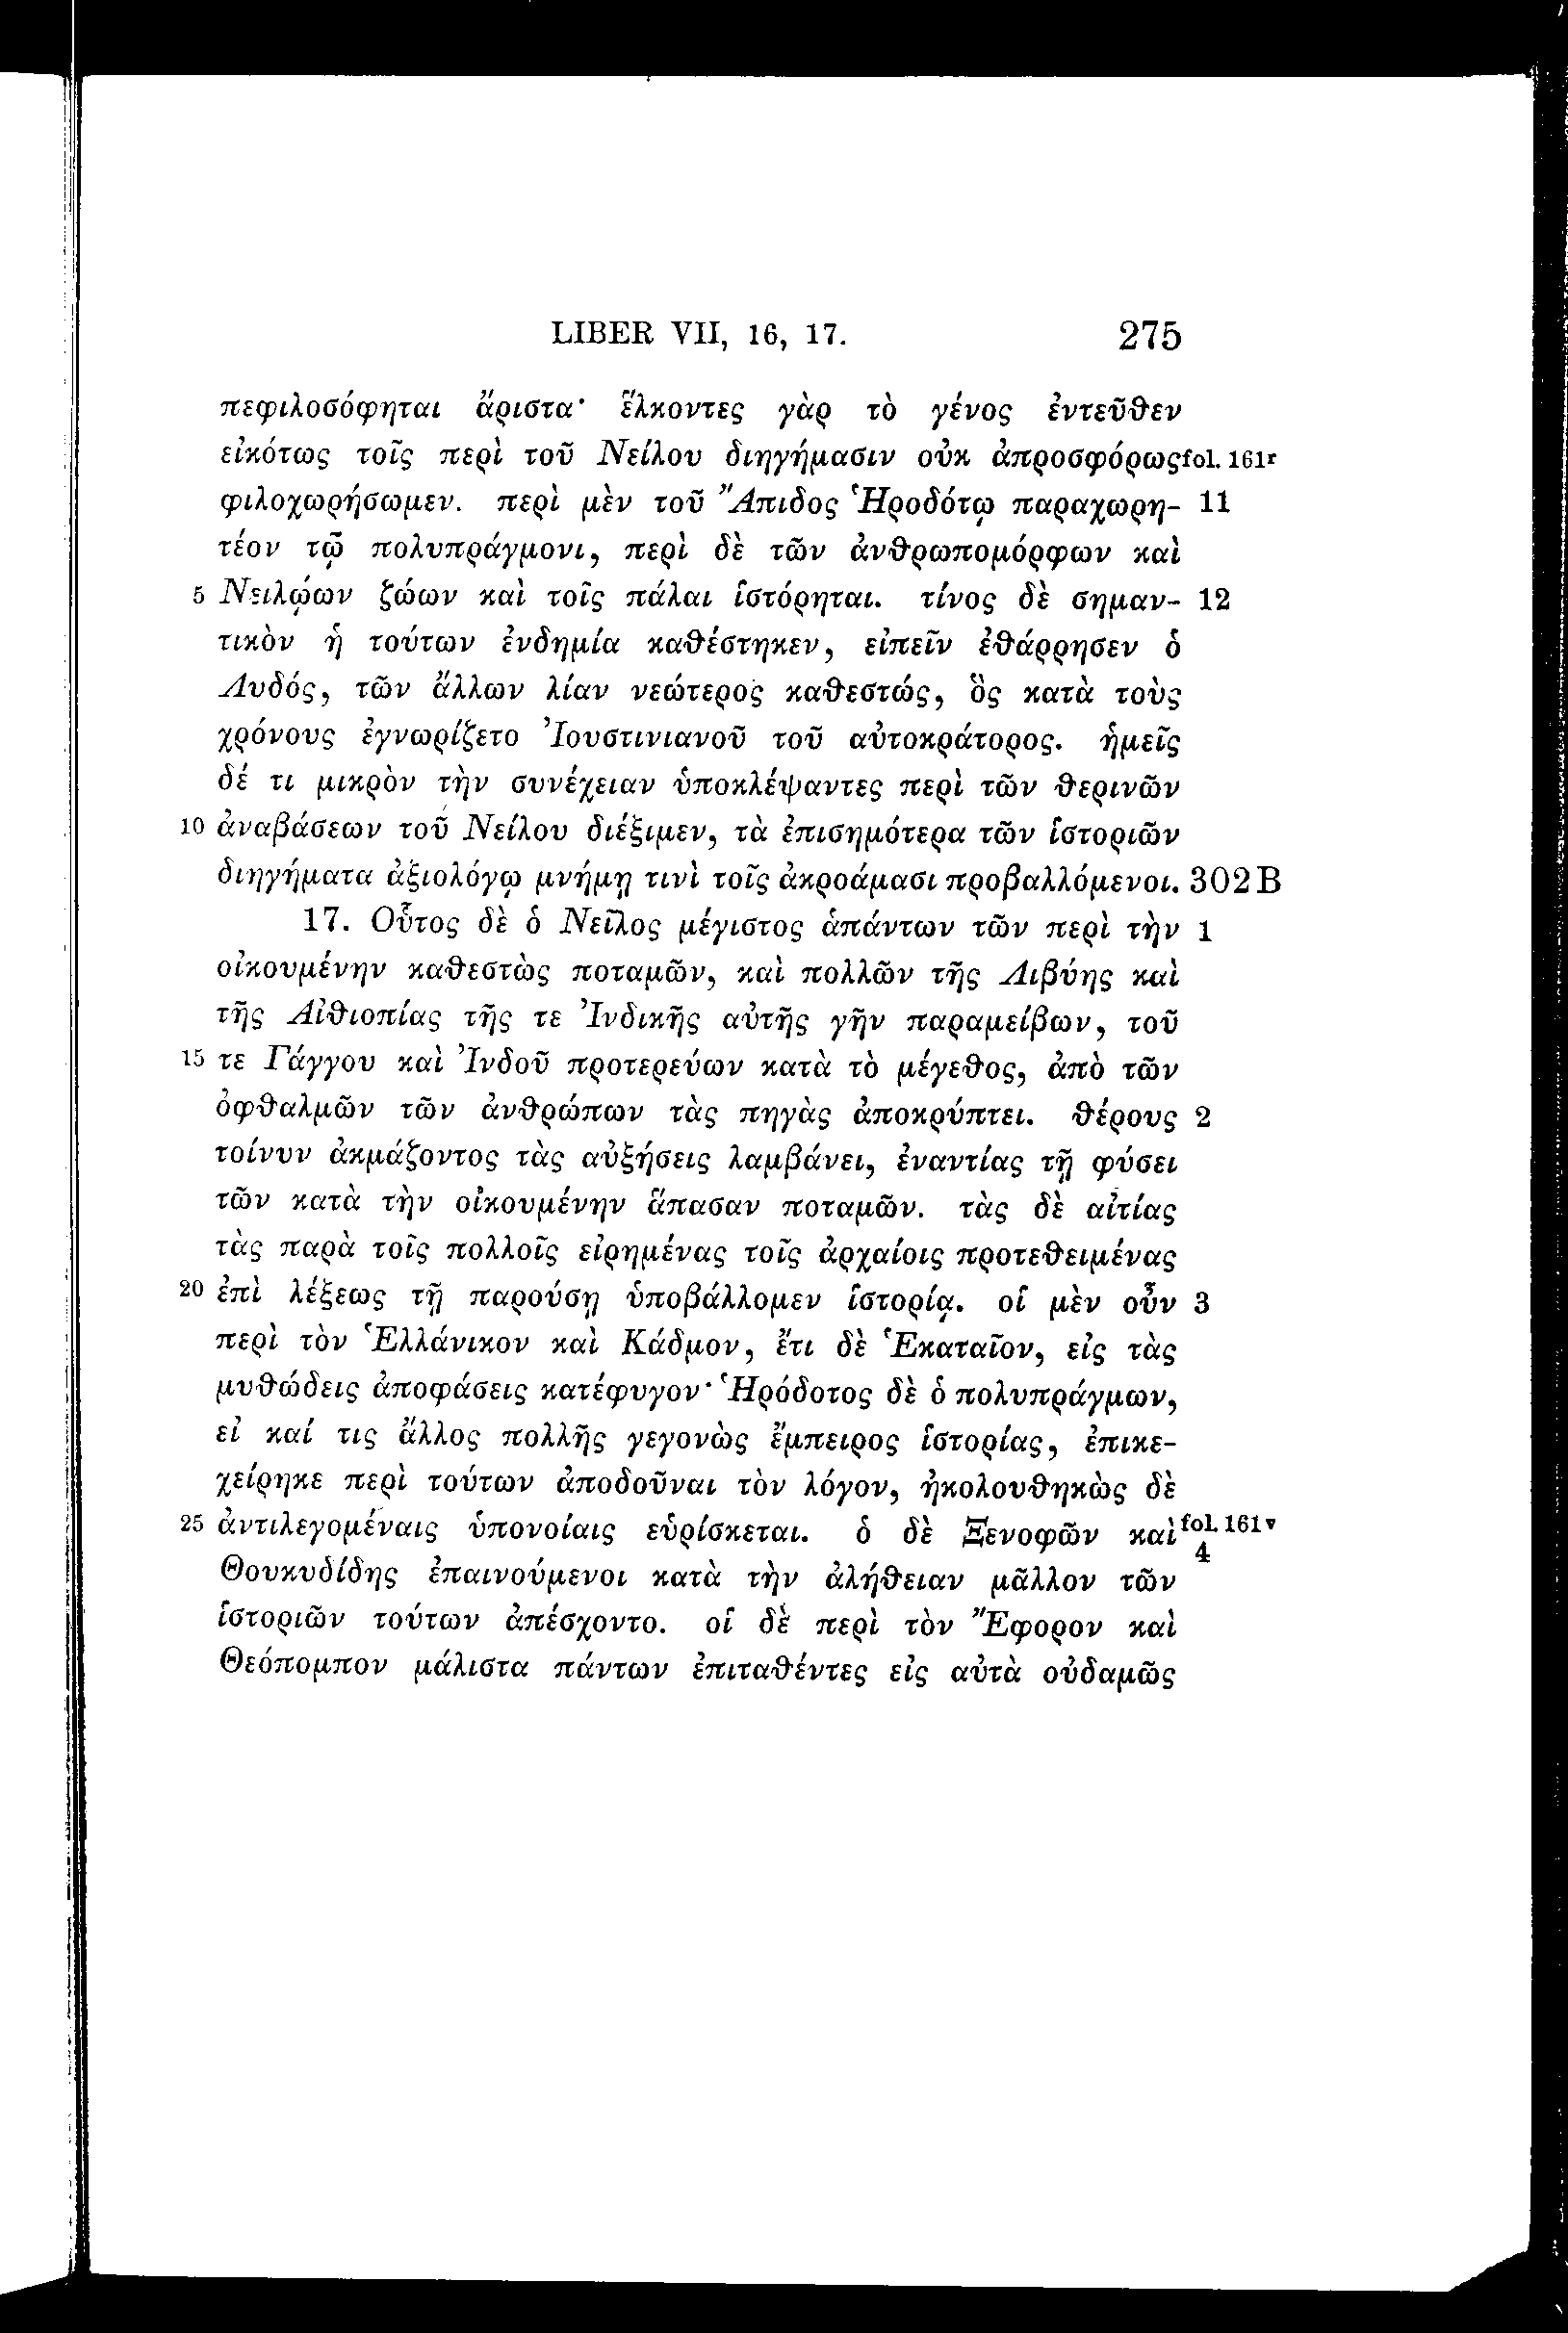 LIBER VII, 16, 17. 275
πεφιλοσόφηται ἄριστα· ἕλκοντες γὰρ τὸ γένος ἐντεῦθεν
εἰκότως τοῖς περὶ τοῦ Νείλου διηγήμασιν οὐκ ἀπροσφόρως fol. 161r
φιλοχωρήσωμεν. περὶ μὲν τοῦ Ἄπιδος Ἡροδότῳ παραχωρη- 11
τέον τῷ πολυπράγμονι, περὶ δὲ τῶν ἀνθρωπομόρφων καὶ
5 Νειλῴων ζώων καὶ τοῖς πάλαι ἱστόρηται. τίνος δὲ σημαν- 12
τικὸν ἡ τούτων ἐνδημία καθέστηκεν, εἰπεῖν ἐθάρρησεν ὁ
Λυδός, τῶν ἄλλων λίαν νεώτερος καθεστώς, ὃς κατὰ τοὺς
χρόνους ἐγνωρίζετο Ἰουστινιανοῦ τοῦ αὐτοκράτορος. ἡμεῖς
δέ τι μικρὸν τὴν συνέχειαν ὑποκλέψαντες περὶ τῶν θερινῶν
10 ἀναβάσεων τοῦ Νείλου διέξιμεν, τὰ ἐπισημότερα τῶν ἱστοριῶν
διηγήματα ἀξιολόγῳ μνήμῃ τινὶ τοῖς ἀκροάμασι προβαλλόμενοι. 302 B
17. Οὗτος δὲ ὁ Νεῖλος μέγιστος ἁπάντων τῶν περὶ τὴν 1
οἰκουμένην καθεστὼς ποταμῶν, καὶ πολλῶν τῆς Λιβύης καὶ
τῆς Αἰθιοπίας τῆς τε Ἰνδικῆς αὐτῆς γῆν παραμείβων, τοῦ
15 τε Γάγγου καὶ Ἰνδοῦ προτερεύων κατὰ τὸ μέγεθος, ἀπὸ τῶν
ὀφθαλμῶν τῶν ἀνθρώπων τὰς πηγὰς ἀποκρύπτει. θέρους 2
τοίνυν ἀκμάζοντος τὰς αὐξήσεις λαμβάνει, ἐναντίας τῇ φύσει
τῶν κατὰ τὴν οἰκουμένην ἅπασαν ποταμῶν. τὰς δὲ αἰτίας
τὰς παρὰ τοῖς πολλοῖς εἰρημένας τοῖς ἀρχαίοις προτεθειμένας
20 ἐπὶ λέξεως τῇ παρούσῃ ὑποβάλλομεν ἱστορίᾳ. οἱ μὲν οὖν 3
περὶ τὸν Ἑλλάνικον καὶ Κάδμον, ἔτι δὲ Ἑκαταῖον, εἰς τὰς
μυθώδεις ἀποφάσεις κατέφυγον· Ἡρόδοτος δὲ ὁ πολυπράγμων,
εἰ καί τις ἄλλος πολλῆς γεγονὼς ἔμπειρος ἱστορίας, ἐπικε-
χείρηκε περὶ τούτων ἀποδοῦναι τὸν λόγον, ἠκολουθηκὼς δὲ
25 ἀντιλεγομέναις ὑπονοίαις εὑρίσκεται. ὁ δὲ Ξενοφῶν καὶ fol. 161v
4
Θουκυδίδης ἐπαινούμενοι κατὰ τὴν ἀλήθειαν μᾶλλον τῶν
ἱστοριῶν τούτων ἀπέσχοντο. οἱ δὲ περὶ τὸν Ἔφορον καὶ
Θεόπομπον μάλιστα πάντων ἐπιταθέντες εἰς αὐτὰ οὐδαμῶς